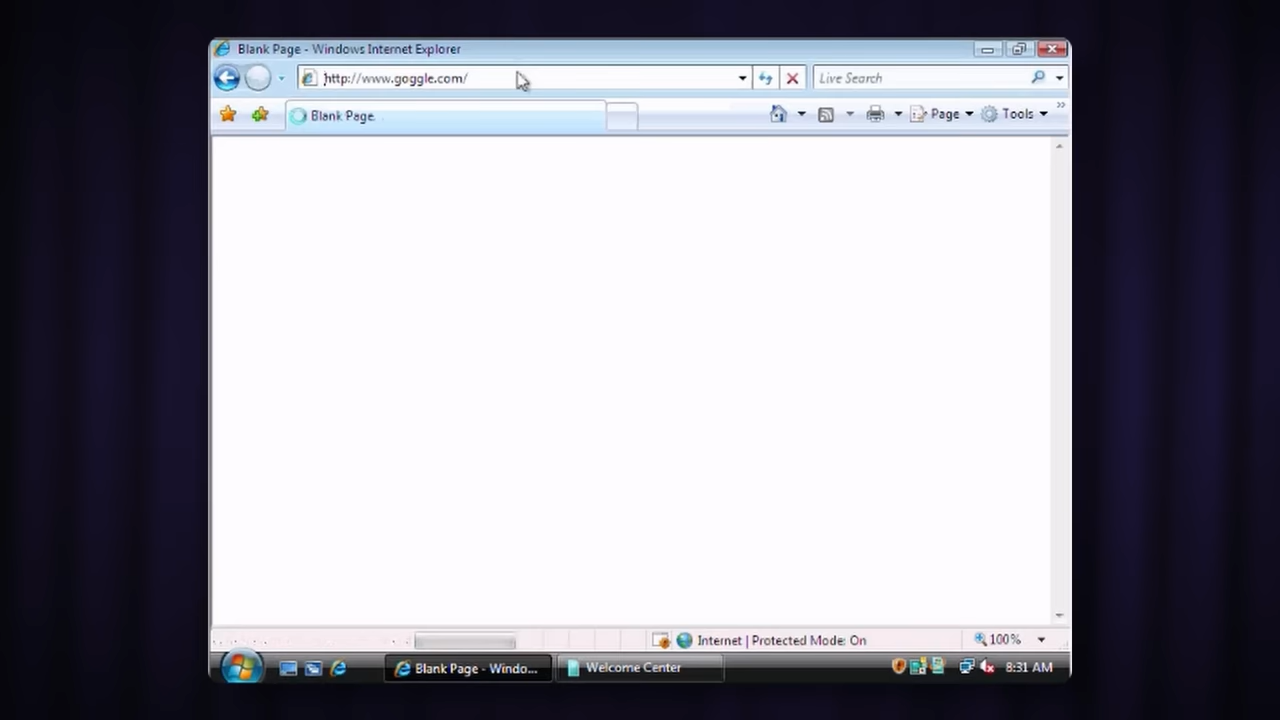 Blank Page - Windows Internet Explorer
http://www.goggle.com/
Live Search
Blank Page
Page
Tools
Internet | Protected Mode: On
100%
Blank Page - Windo...
Welcome Center
8:31 AM